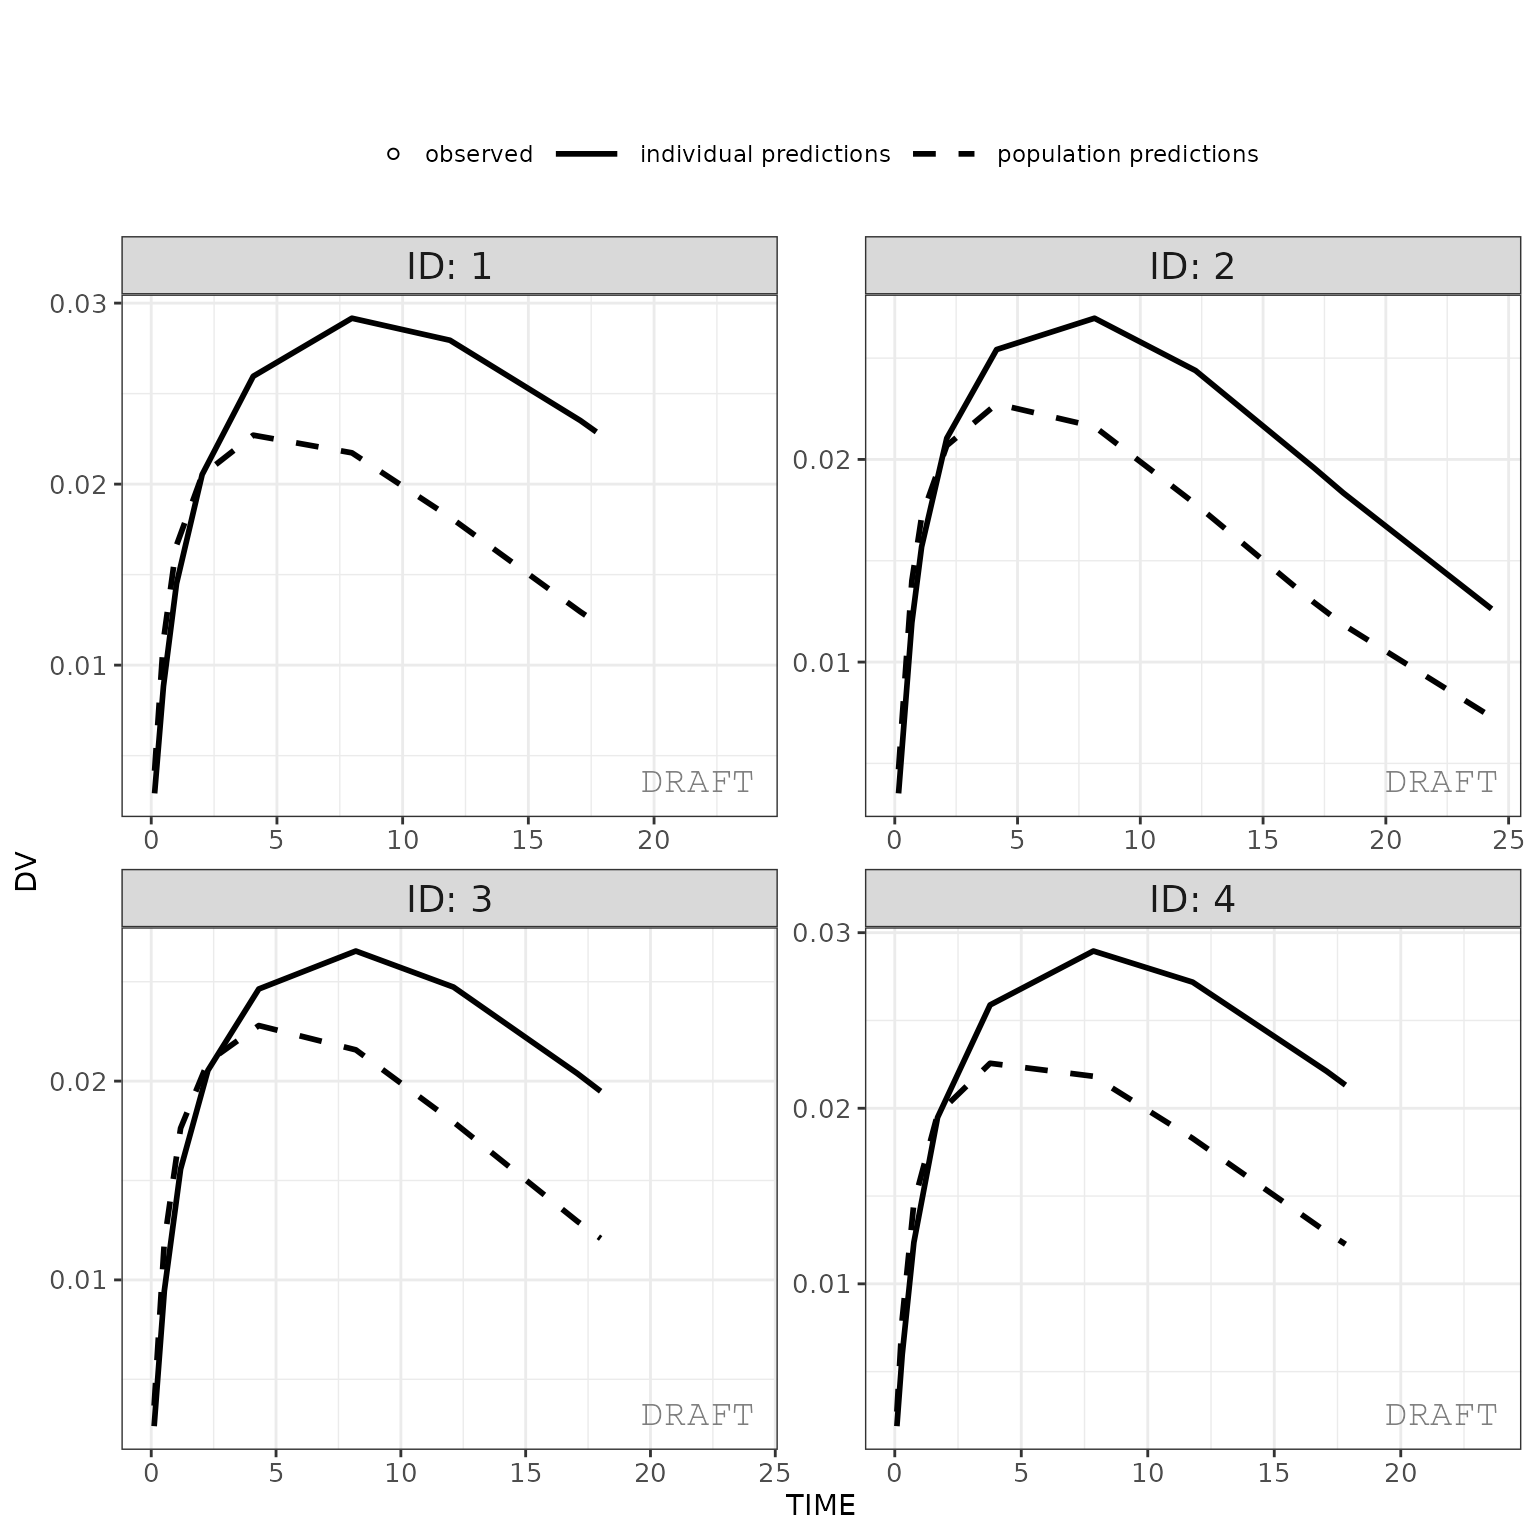 observed individual predictions population predictions
ID: 1
0.03
0.02
0.01
DRAFT
0 5 10 15 20
ID: 2
0.02
0.01
DRAFT
0 5 10 15 20 25
DV
ID: 3
0.02
0.01
DRAFT
0 5 10 15 20 25
ID: 4
0.03
0.02
0.01
DRAFT
0 5 10 15 20
TIME